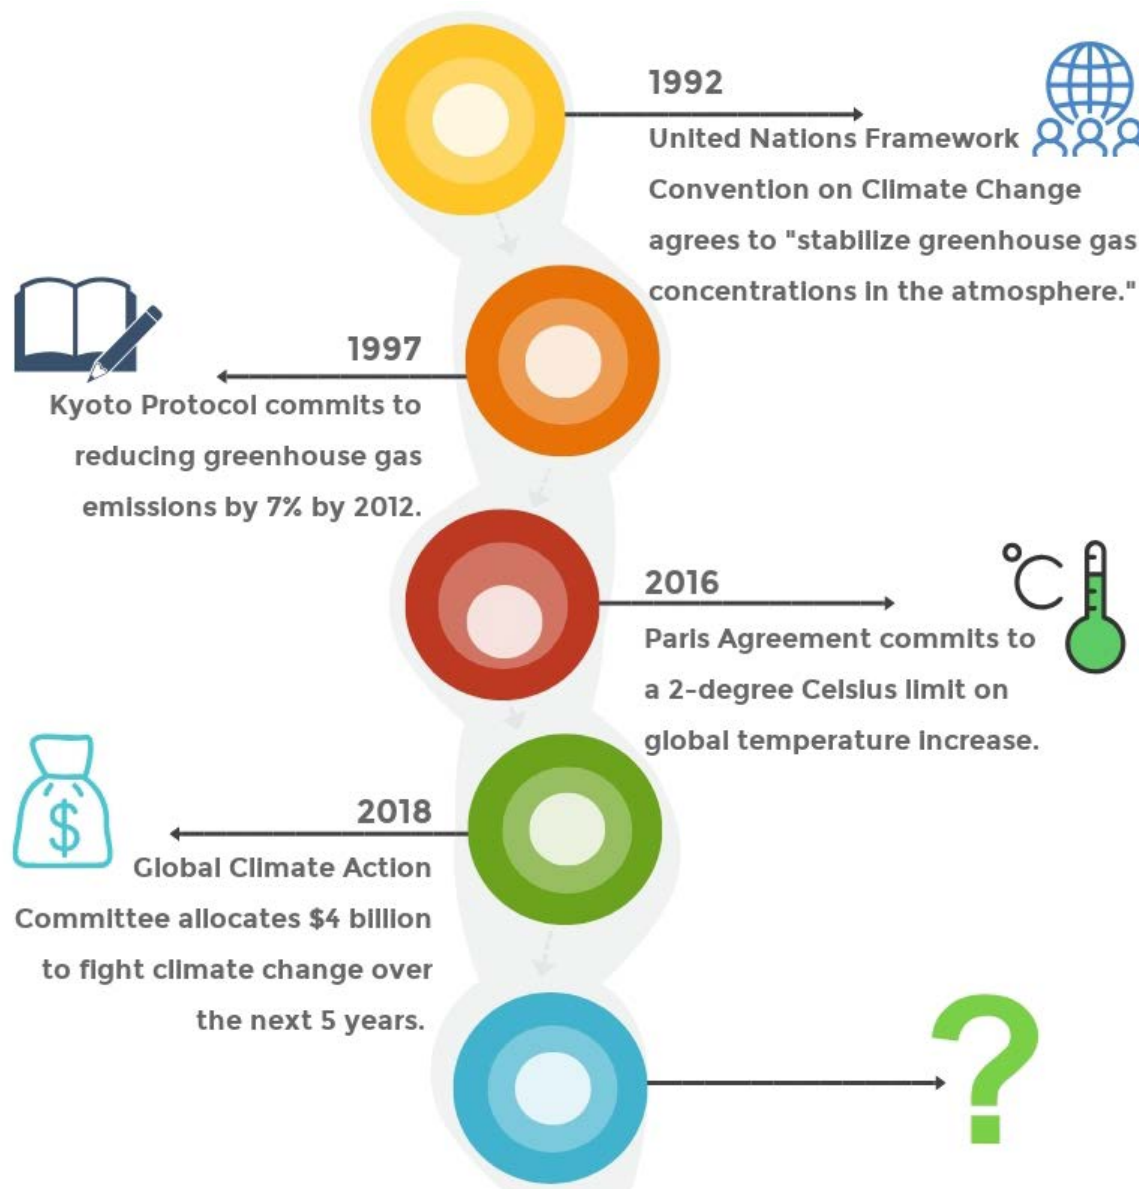 1992
United Nations Framework
Convention on Climate Change
agrees to "stabilize greenhouse gas
concentrations in the atmosphere."
1997
Kyoto Protocol commits to
reducing greenhouse gas
emissions by 7% by 2012.
°C
2016
Paris Agreement commits to
a 2-degree Celsius limit on
global temperature increase.
$
2018
Global Climate Action
Committee allocates $4 billion
to fight climate change over
the next 5 years.
?